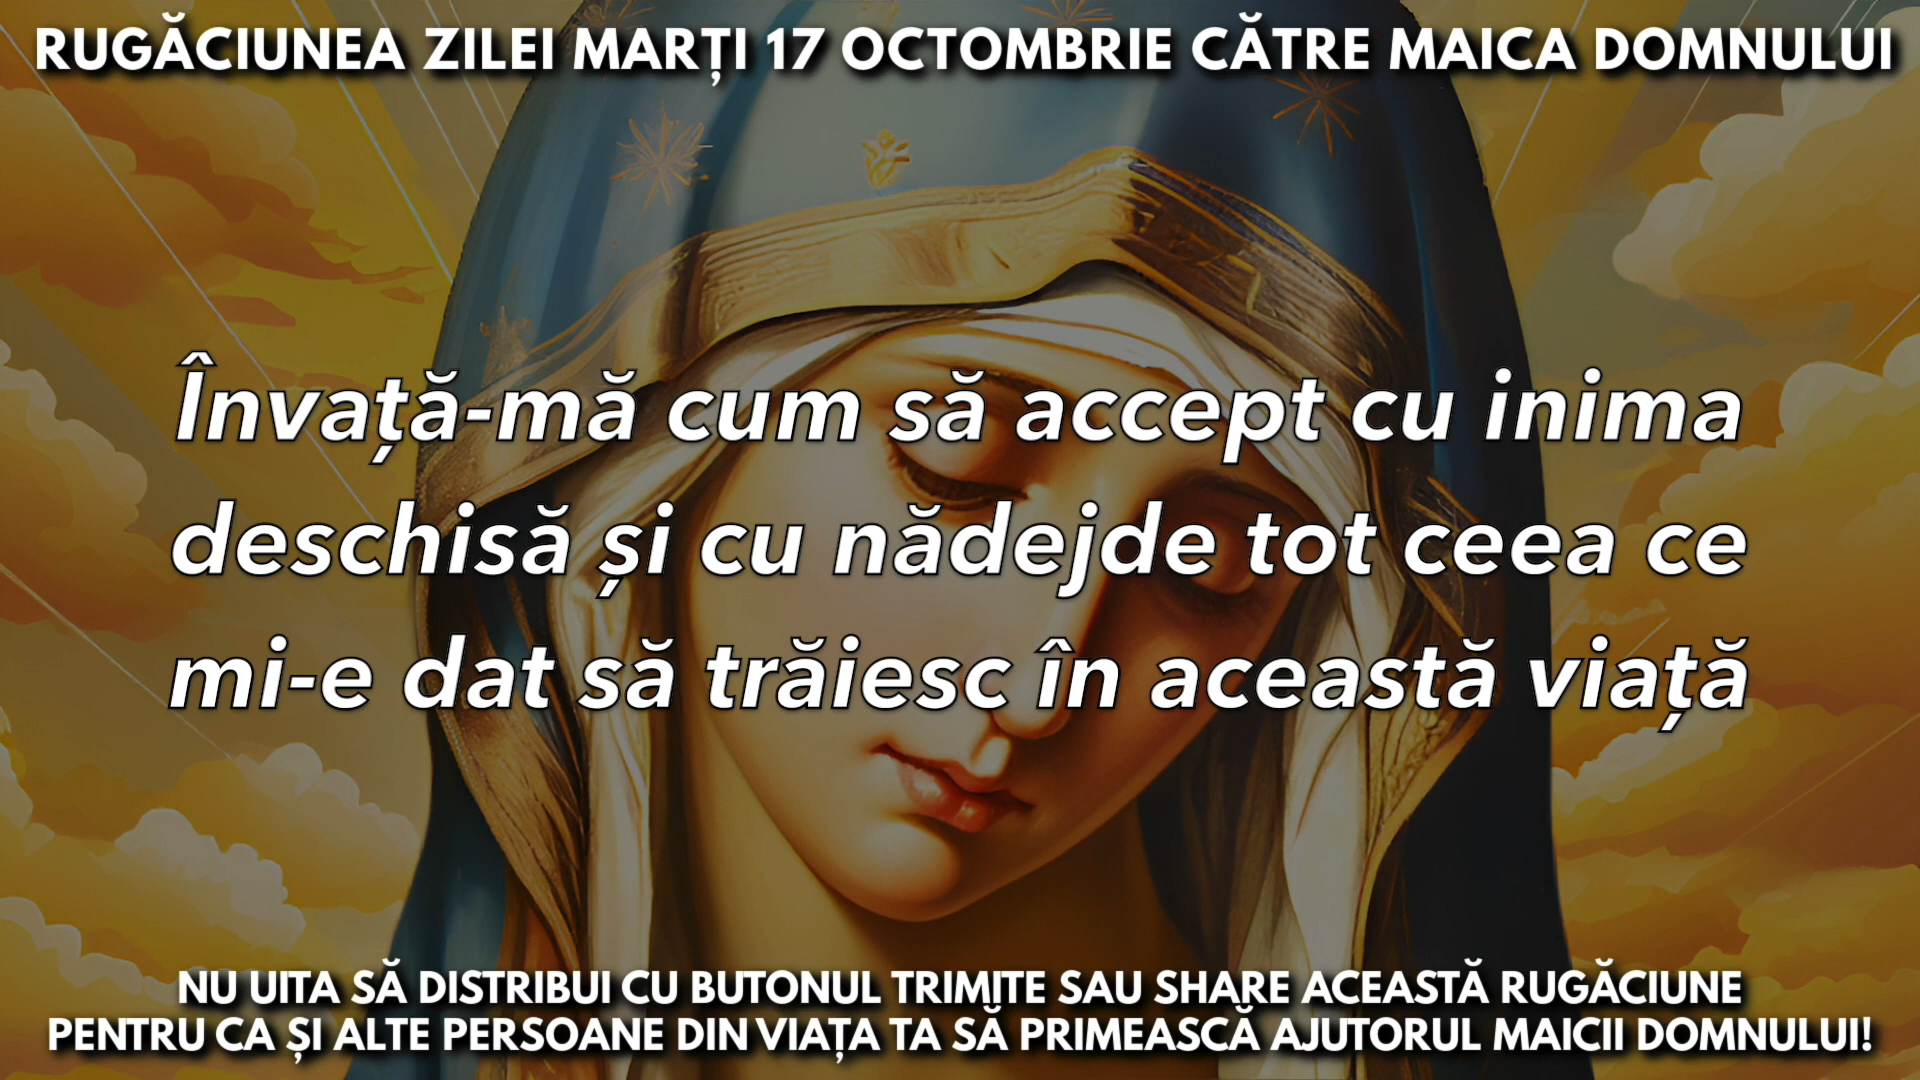 RUGĂCIUNEA ZILEI MARȚI 17 OCTOMBRIE CĂTRE MAICA DOMNULUI
Învață-mă cum să accept cu inima
deschisă și cu nădejde tot ceea ce
mi-e dat să trăiesc în această viață
NU UITA SĂ DISTRIBUI CU BUTONUL TRIMITE SAU SHARE ACEASTĂ RUGĂCIUNE
PENTRU CA ȘI ALTE PERSOANE DIN VIAȚA TA SĂ PRIMEASCĂ AJUTORUL MAICII DOMNULUI!